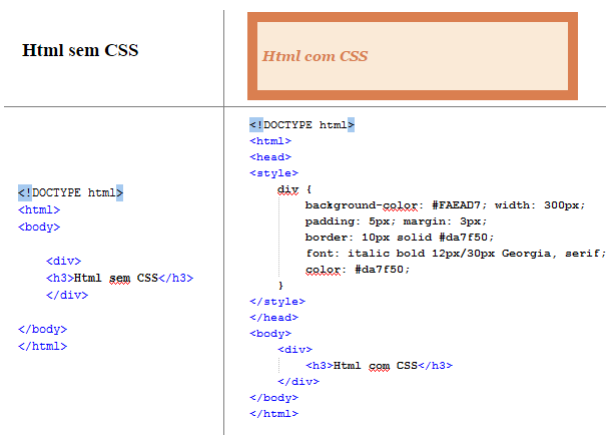 Html sem CSS
Html com CSS
<!DOCTYPE html>
<html>
<body>
<div>
<h3>Html sem CSS</h3>
</div>
</body>
</html>
<!DOCTYPE html>
<html>
<head>
<style>
div {
background-color: #FAEAD7; width: 300px;
padding: 5px; margin: 3px;
border: 10px solid #da7f50;
font: italic bold 12px/30px Georgia, serif;
color: #da7f50;
}
</style>
</head>
<body>
<div>
<h3>Html com CSS</h3>
</div>
</body>
</html>